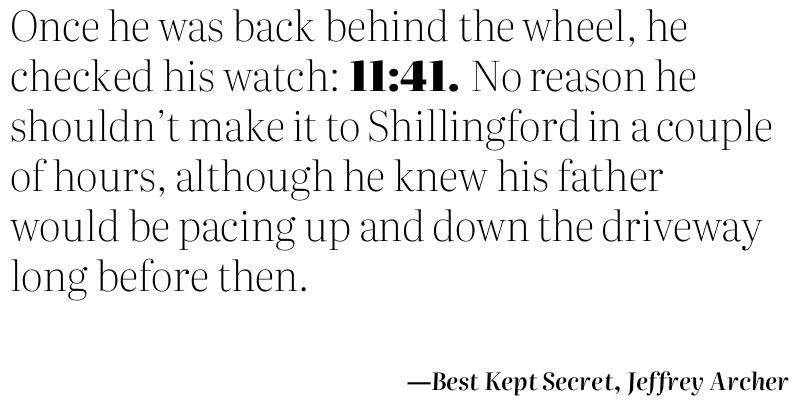 Once he was back behind the wheel, he
checked his watch: 11:41. No reason he
shouldn’t make it to Shillingford in a couple
of hours, although he knew his father
would be pacing up and down the driveway
long before then.
—Best Kept Secret, Jeffrey Archer